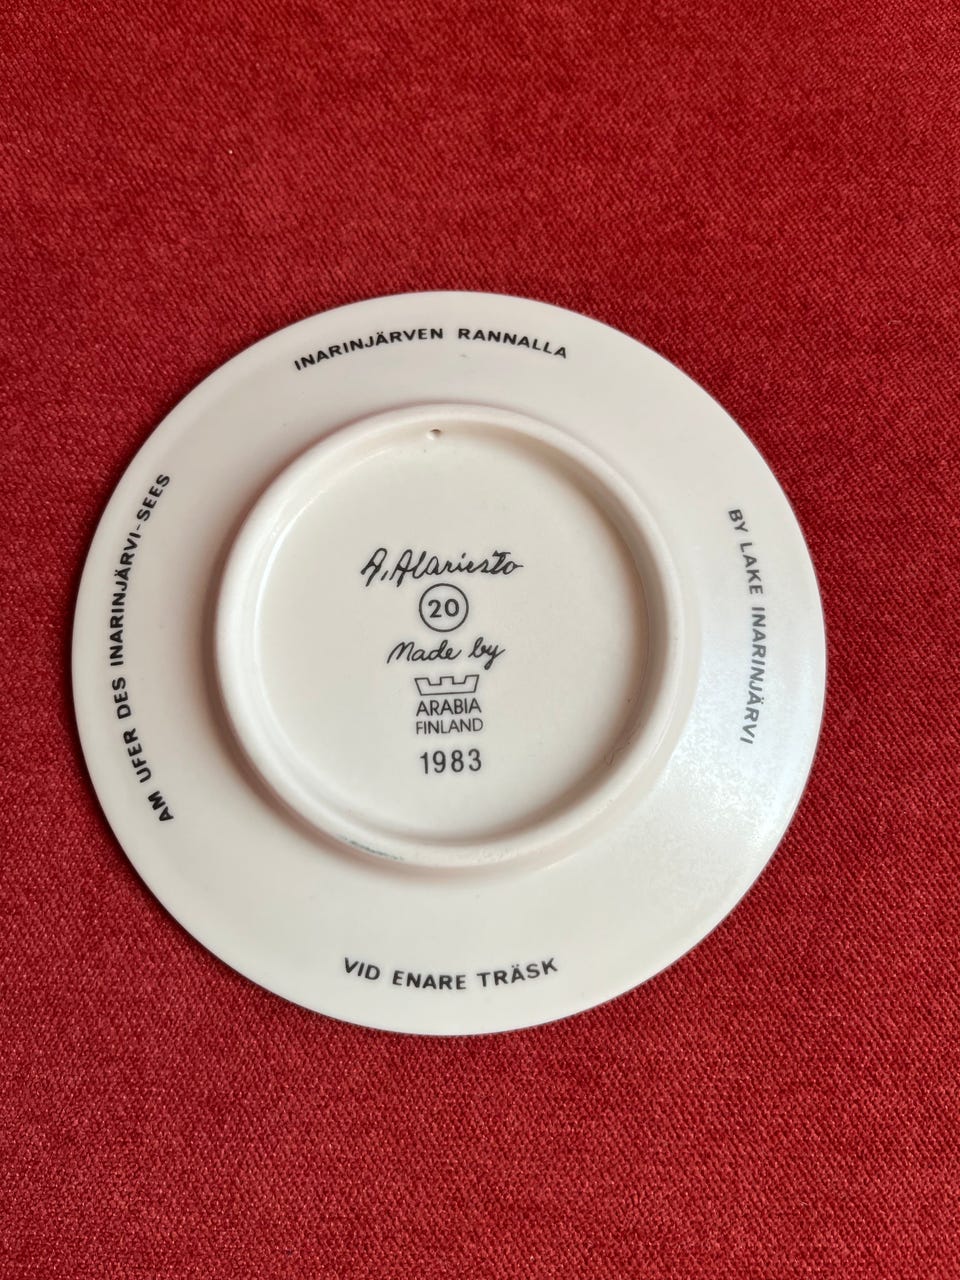 INARINJÄRVEN RANNALLA
BY LAKE INARINJÄRVI
VID ENARE TRÄSK
AM UFER DES INARINJÄRVI-SEES
A. Alariesto
20
Made by
ARABIA
FINLAND
1983